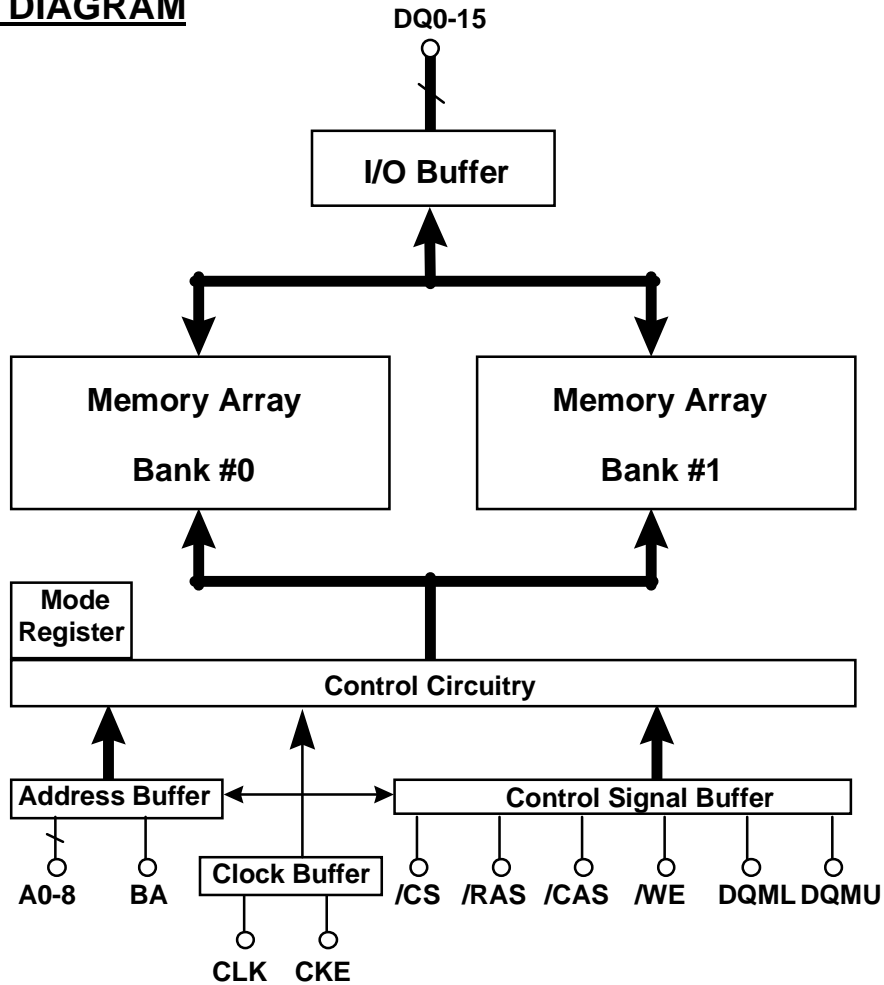 DIAGRAM
DQ0-15
I/O Buffer
Memory Array
Bank #0
Memory Array
Bank #1
Mode
Register
Control Circuitry
Address Buffer
Control Signal Buffer
A0-8
BA
Clock Buffer
/CS
/RAS
/CAS
/WE
DQML
DQMU
CLK
CKE